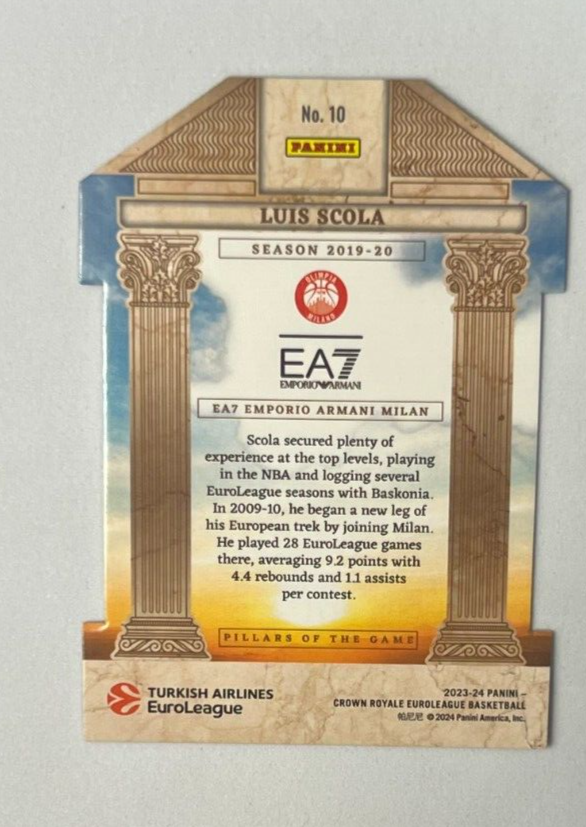 No. 10
PANINI
LUIS SCOLA
SEASON 2019-20
OLIMPIA
MILANO
EA7
EMPORIO ARMANI
EA7 EMPORIO ARMANI MILAN
Scola secured plenty of
experience at the top levels, playing
in the NBA and logging several
EuroLeague seasons with Baskonia.
In 2009-10, he began a new leg of
his European trek by joining Milan.
He played 28 EuroLeague games
there, averaging 9.2 points with
4.4 rebounds and 1.1 assists
per contest.
PILLARS OF THE GAME
TURKISH AIRLINES
EuroLeague
2023-24 PANINI –
CROWN ROYALE EUROLEAGUE BASKETBALL
帕尼尼 © 2024 Panini America, Inc.